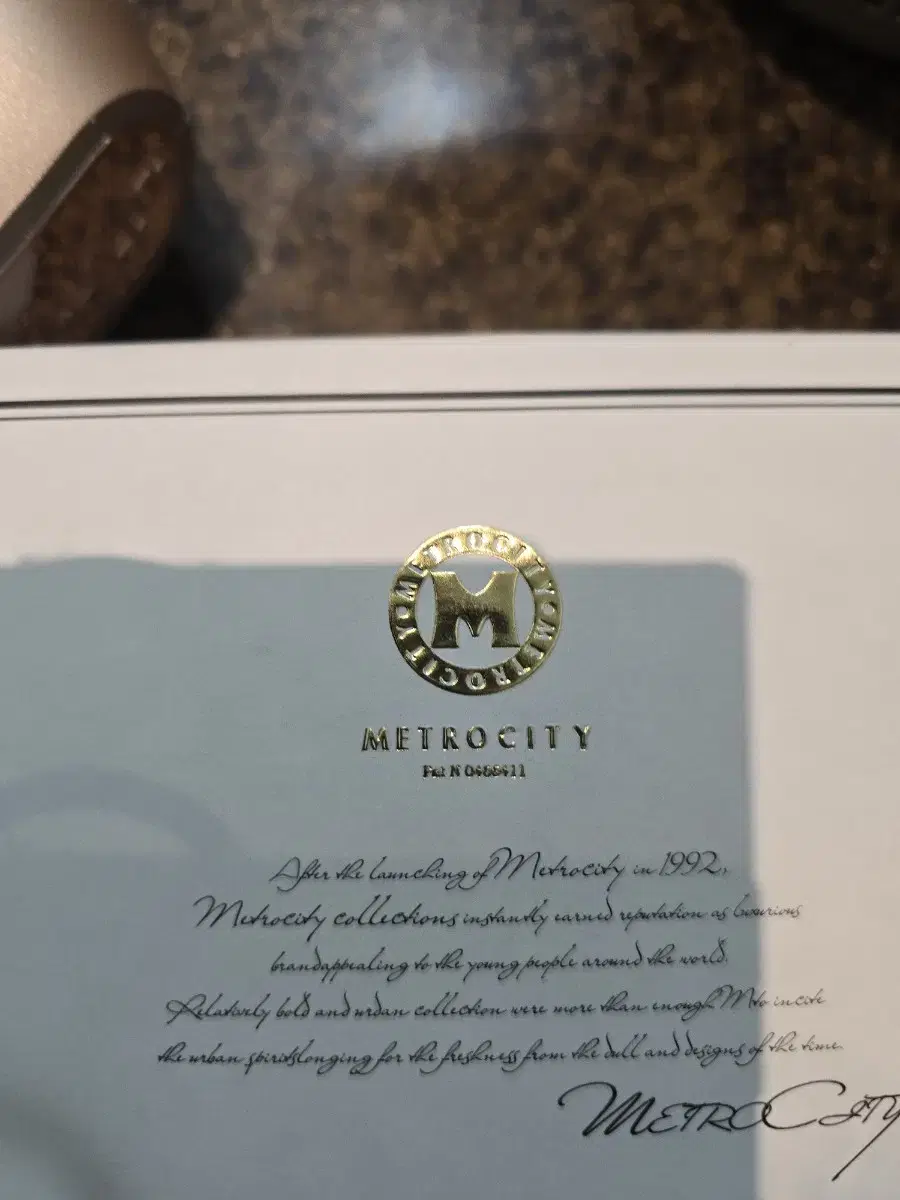 METROCITY METROCITY
M
METROCITY
Pat N 0466411
After the launching of Metrocity in 1992,
Metrocity collections instantly earned reputation as luxurious
brandappealing to the young people around the world.
Relatively bold and urban collection were more than enough M to incite
the urban spiritslonging for the freshness from the dull and designs of the time.
METROCITY